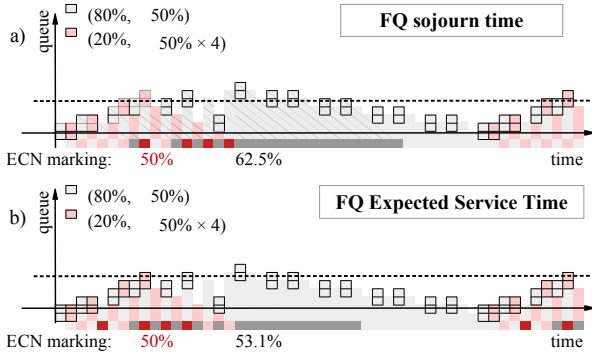 FQ sojourn time
a)
queue
(80%, 50%)
(20%, 50% × 4)
ECN marking: 50% 62.5% time
FQ Expected Service Time
b)
queue
(80%, 50%)
(20%, 50% × 4)
ECN marking: 50% 53.1% time